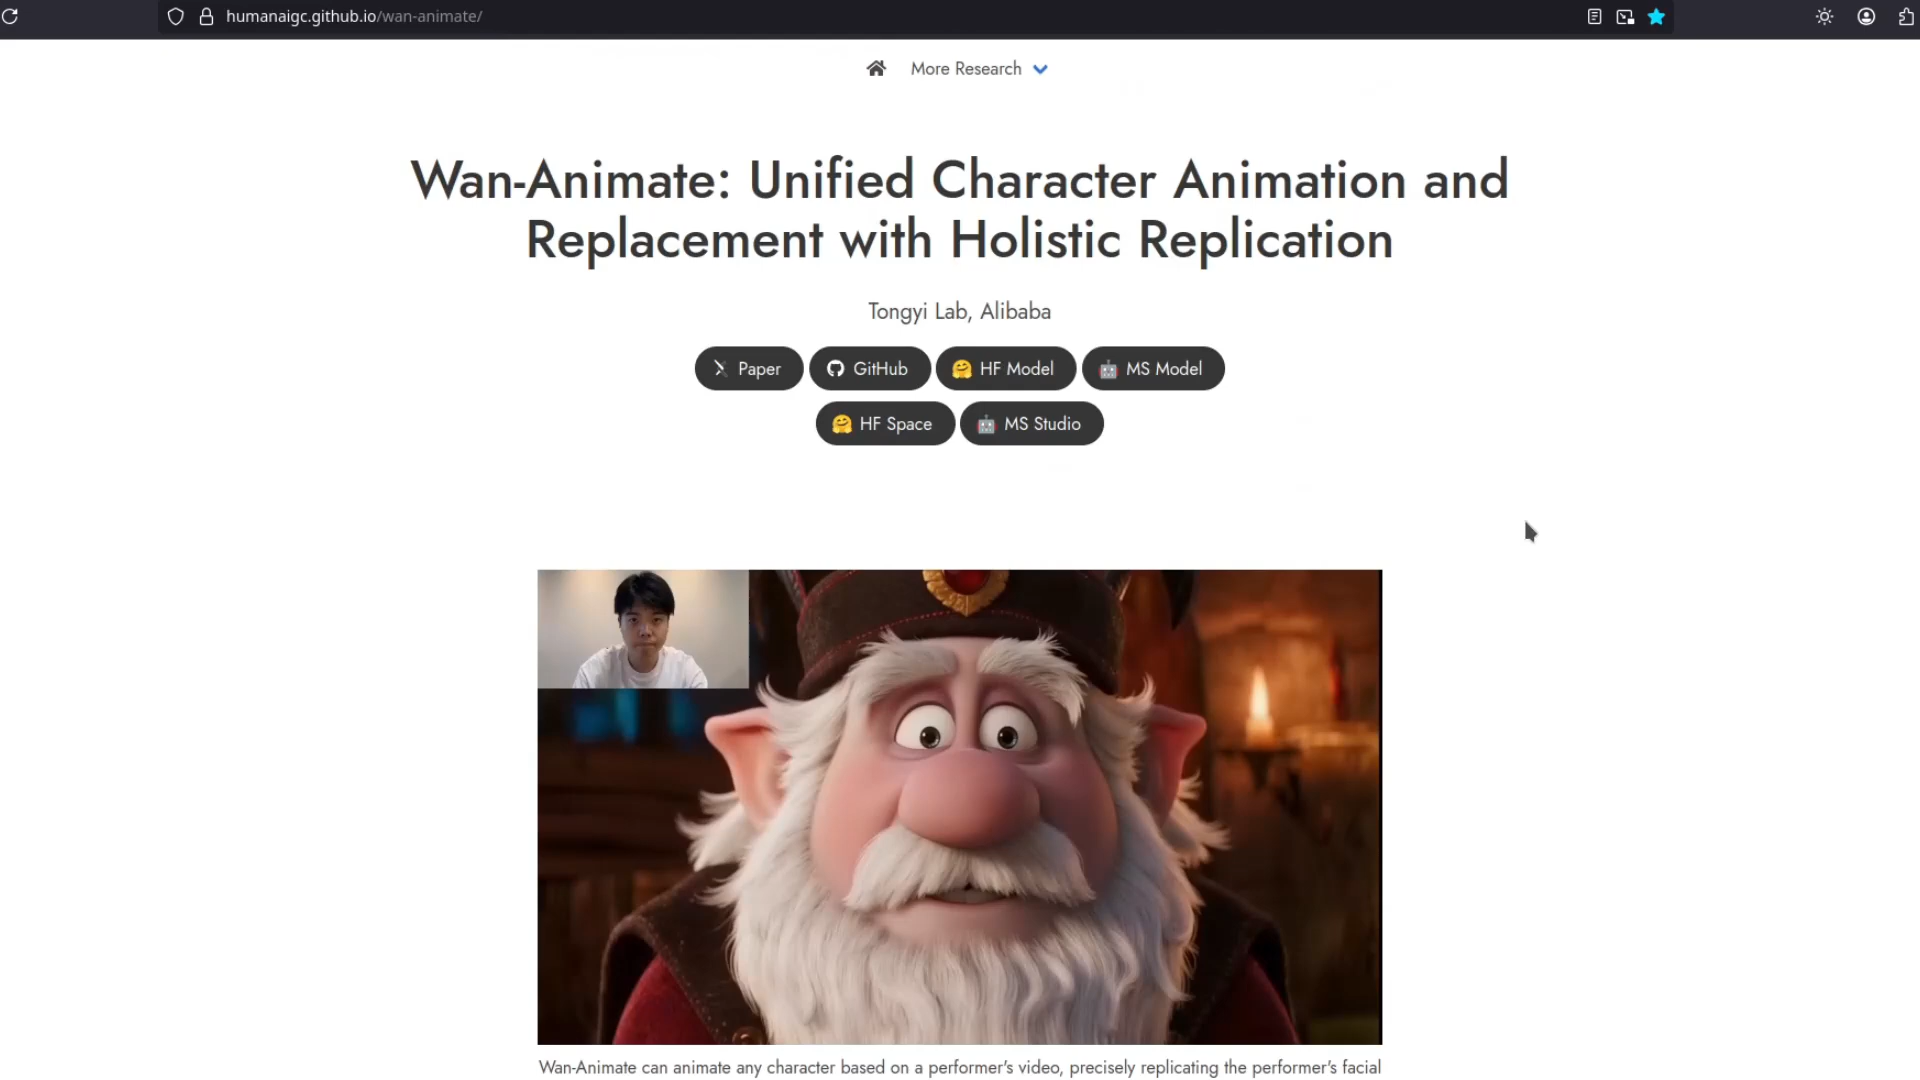 humanaigc.github.io/wan-animate/
More Research
Wan-Animate: Unified Character Animation and
Replacement with Holistic Replication
Tongyi Lab, Alibaba
Paper GitHub HF Model MS Model
HF Space MS Studio
Wan-Animate can animate any character based on a performer's video, precisely replicating the performer's facial